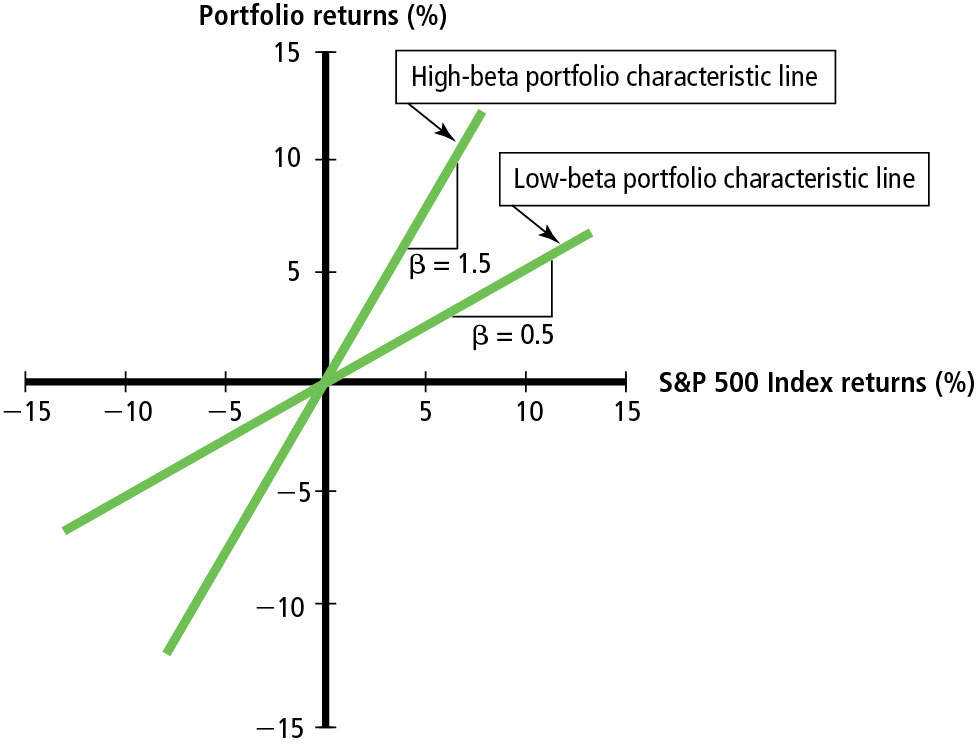 Portfolio returns (%)
15
High-beta portfolio characteristic line
10
Low-beta portfolio characteristic line
5
β = 1.5
β = 0.5
S&P 500 Index returns (%)
−15 −10 −5 5 10 15
−5
−10
−15